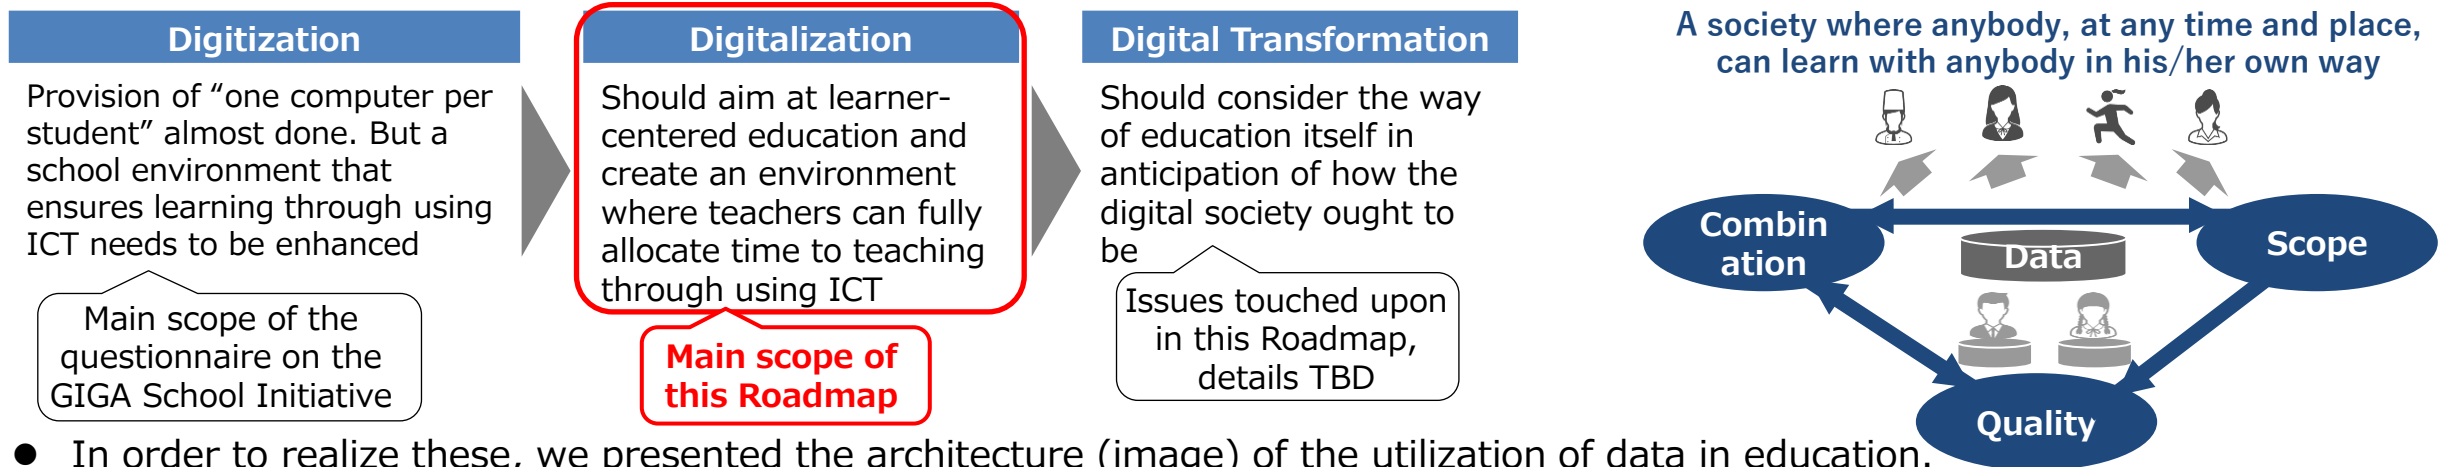 Digitization
Provision of “one computer per
student” almost done. But a
school environment that
ensures learning through using
ICT needs to be enhanced
Main scope of the
questionnaire on the
GIGA School Initiative
Digitalization
Should aim at learner-
centered education and
create an environment
where teachers can fully
allocate time to teaching
through using ICT
Main scope of
this Roadmap
Digital Transformation
Should consider the way
of education itself in
anticipation of how the
digital society ought to
be
Issues touched upon
in this Roadmap,
details TBD
A society where anybody, at any time and place,
can learn with anybody in his/her own way
Combin
ation
Data
Scope
Quality
● In order to realize these, we presented the architecture (image) of the utilization of data in education.